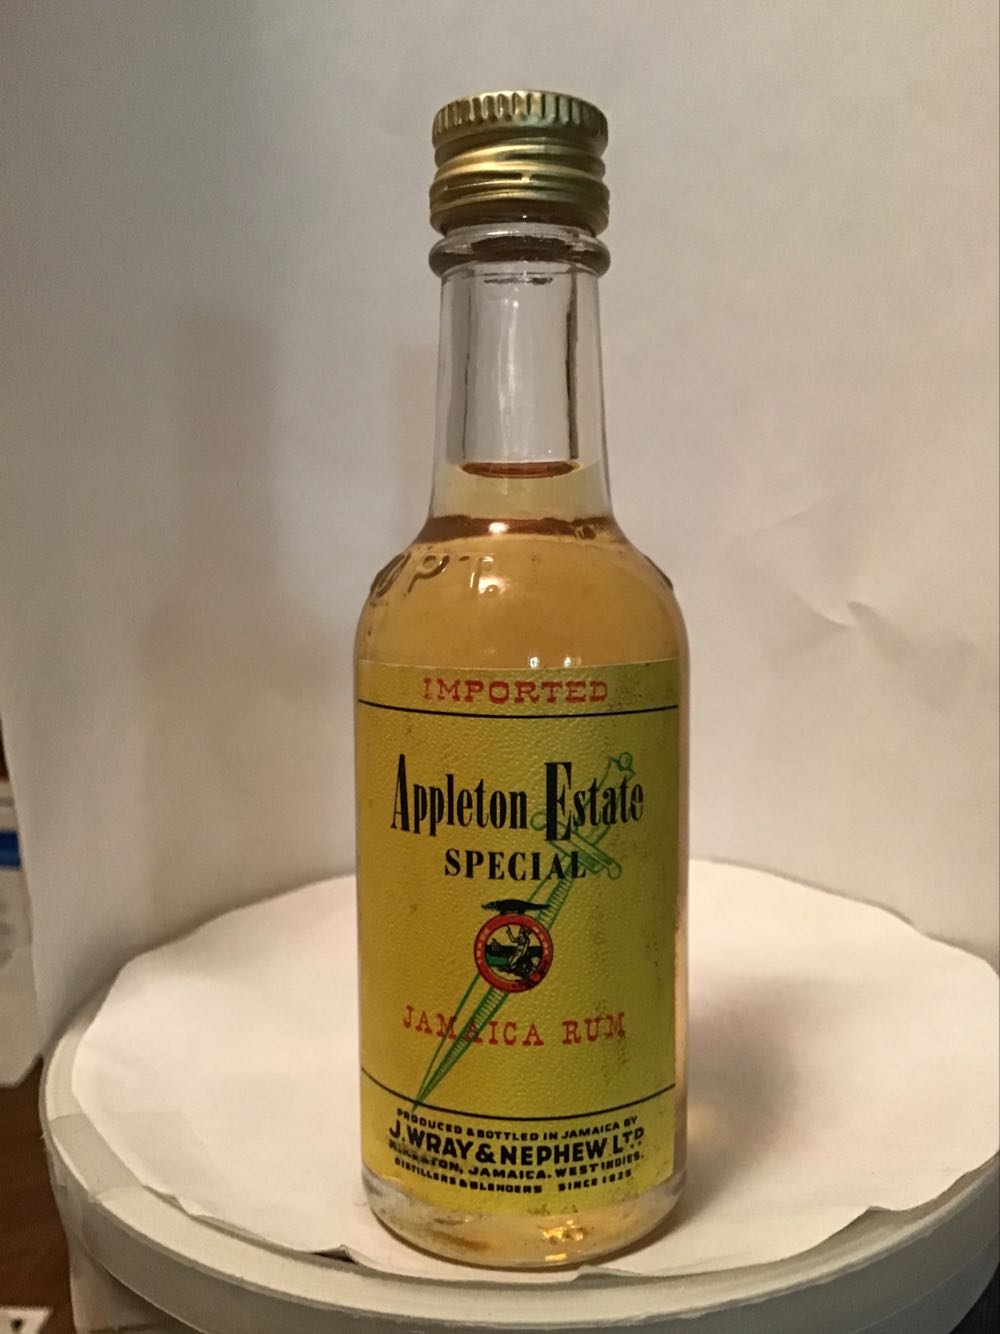 OPT.
IMPORTED
Appleton Estate
SPECIAL
JAMAICA RUM
PRODUCED & BOTTLED IN JAMAICA BY
J. WRAY & NEPHEW LTD.
KINGSTON, JAMAICA. WEST INDIES.
DISTILLERS & BLENDERS SINCE 1825